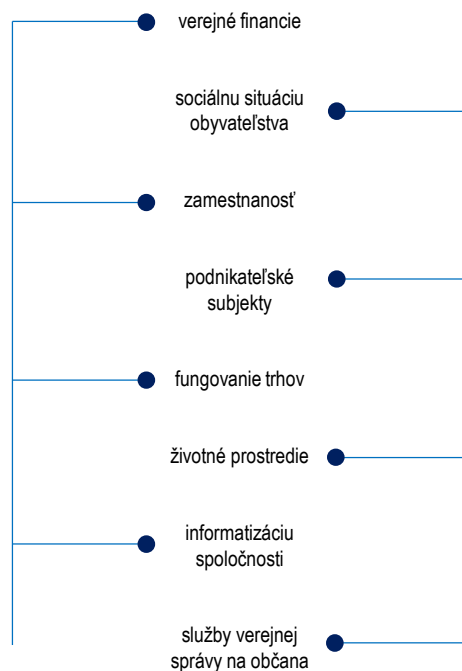 verejné financie
sociálnu situáciu
obyvateľstva
zamestnanosť
podnikateľské
subjekty
fungovanie trhov
životné prostredie
informatizáciu
spoločnosti
služby verejnej
správy na občana